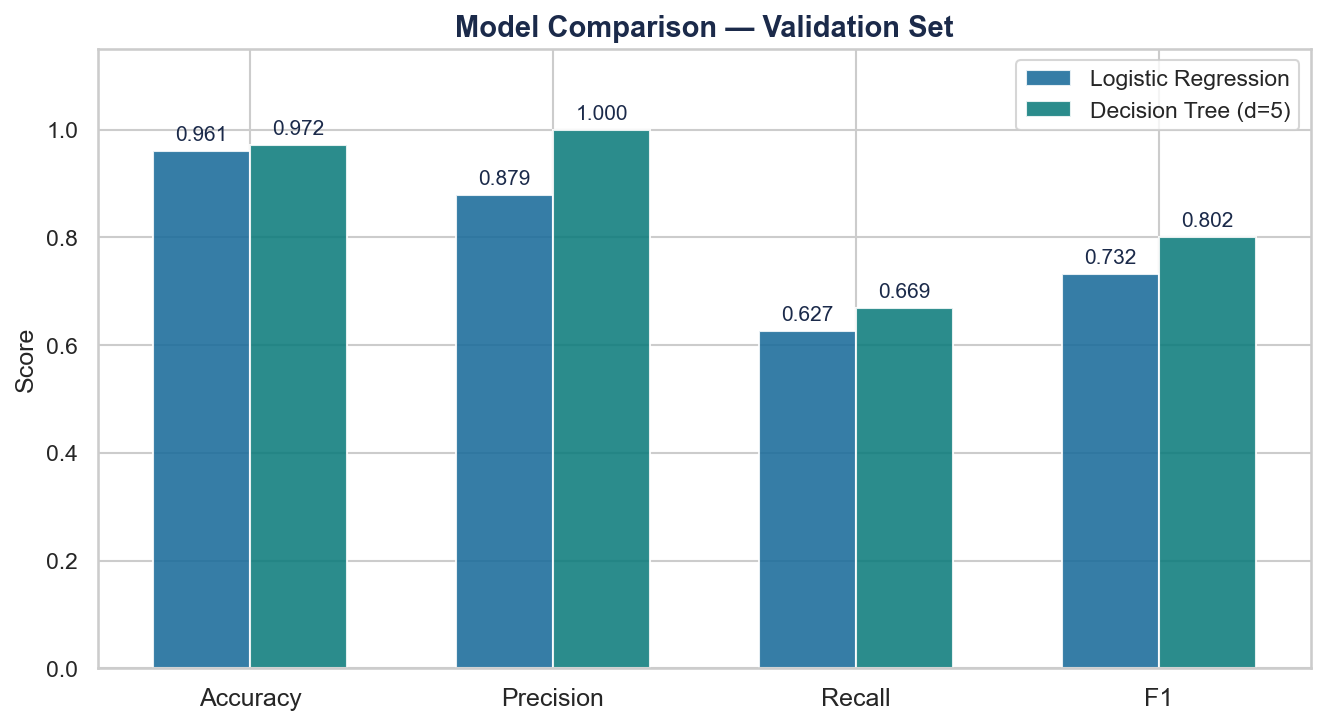 Model Comparison — Validation Set
Logistic Regression
Decision Tree (d=5)
Score
1.0
0.8
0.6
0.4
0.2
0.0
0.961
0.972
0.879
1.000
0.627
0.669
0.732
0.802
Accuracy
Precision
Recall
F1